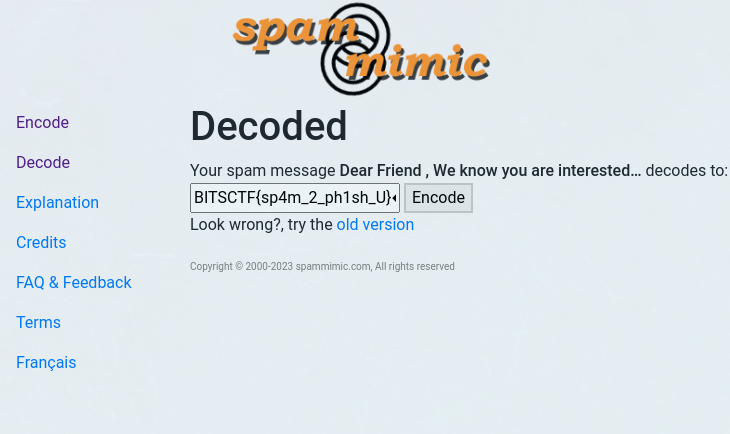 spam
mimic
Encode
Decode
Explanation
Credits
FAQ & Feedback
Terms
Français
Decoded
Your spam message Dear Friend , We know you are interested… decodes to:
BITSCTF{sp4m_2_ph1sh_U} Encode
Look wrong?, try the old version
Copyright © 2000-2023 spammimic.com, All rights reserved